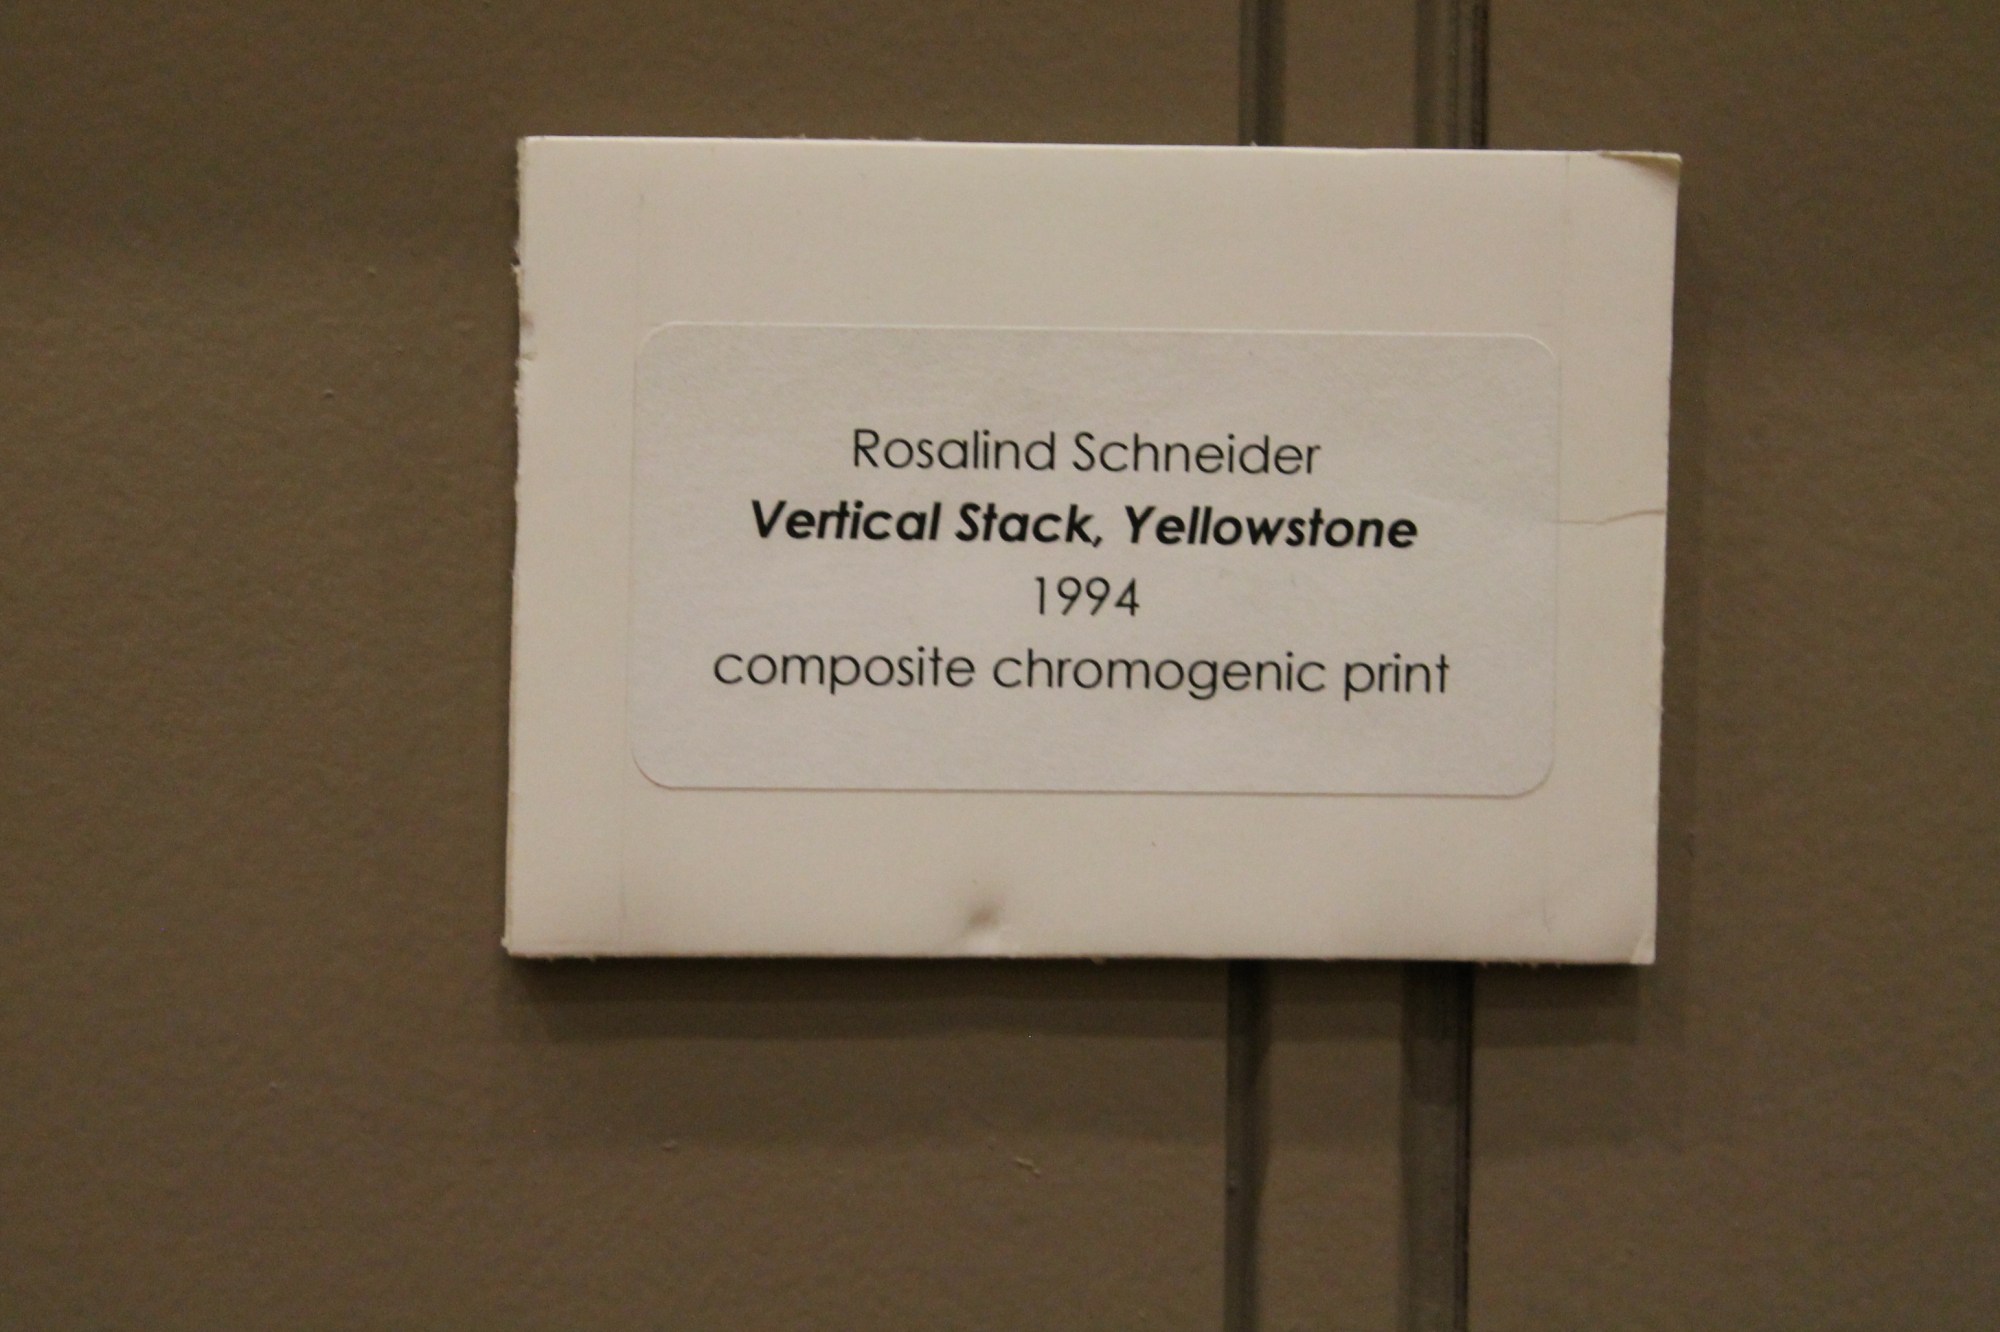 Rosalind Schneider
Vertical Stack, Yellowstone
1994
composite chromogenic print